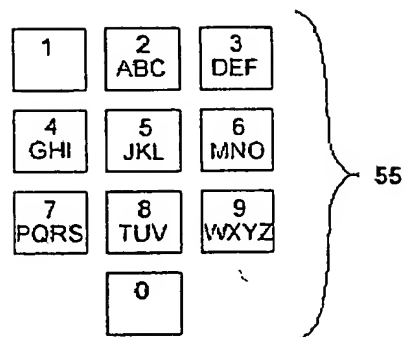 1 2 3
ABC DEF
4 5 6
GHI JKL MNO
55
7 8 9
PQRS TUV WXYZ
0